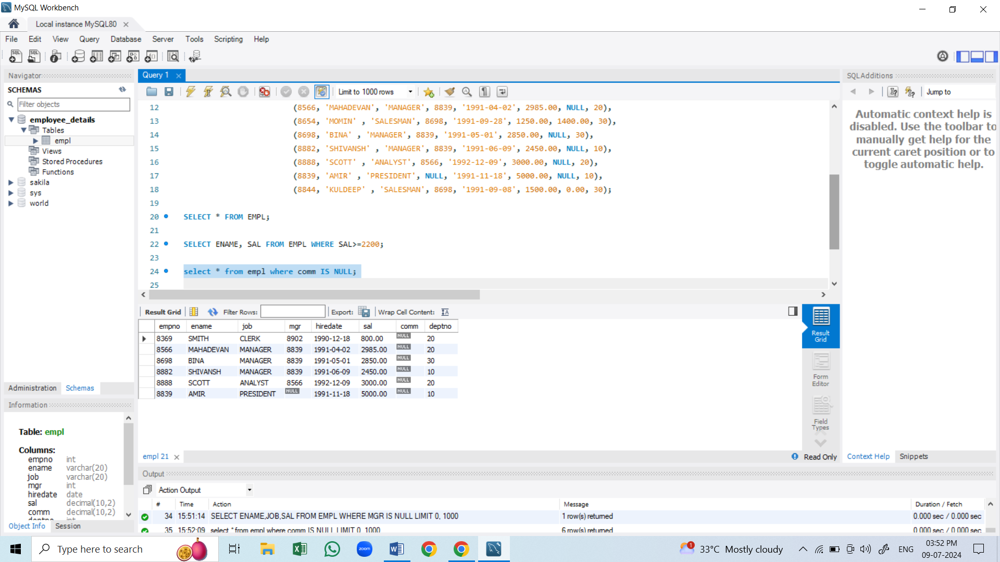 MySQL Workbench
Local instance MySQL80
File Edit View Query Database Server Tools Scripting Help
Navigator
SCHEMAS
Filter objects
employee_details
Tables
empl
Views
Stored Procedures
Functions
sakila
sys
world
Administration Schemas
Information
Table: empl
Columns:
empno int
ename varchar(20)
job varchar(20)
mgr int
hiredate date
sal decimal(10,2)
comm decimal(10,2)
deptno int
Object Info Session
Query 1
Limit to 1000 rows
12 (8566, 'MAHADEVAN', 'MANAGER', 8839, '1991-04-02', 2985.00, NULL, 20),
13 (8654, 'MOMIN' , 'SALESMAN', 8698, '1991-09-28', 1250.00, 1400.00, 30),
14 (8698, 'BINA' , 'MANAGER', 8839, '1991-05-01', 2850.00, NULL, 30),
15 (8882, 'SHIVANSH' , 'MANAGER', 8839, '1991-06-09', 2450.00, NULL, 10),
16 (8888, 'SCOTT' , 'ANALYST', 8566, '1992-12-09', 3000.00, NULL, 20),
17 (8839, 'AMIR' , 'PRESIDENT', NULL, '1991-11-18', 5000.00, NULL, 10),
18 (8844, 'KULDEEP' , 'SALESMAN', 8698, '1991-09-08', 1500.00, 0.00, 30);
19
20 SELECT * FROM EMPL;
21
22 SELECT ENAME, SAL FROM EMPL WHERE SAL>=2200;
23
24 select * from empl where comm IS NULL;
25
Result Grid Filter Rows: Export: Wrap Cell Content:
empno ename job mgr hiredate sal comm deptno
8369 SMITH CLERK 8902 1990-12-18 800.00 NULL 20
8566 MAHADEVAN MANAGER 8839 1991-04-02 2985.00 NULL 20
8698 BINA MANAGER 8839 1991-05-01 2850.00 NULL 30
8882 SHIVANSH MANAGER 8839 1991-06-09 2450.00 NULL 10
8888 SCOTT ANALYST 8566 1992-12-09 3000.00 NULL 20
8839 AMIR PRESIDENT NULL 1991-11-18 5000.00 NULL 10
Result
Grid
Form
Editor
Field
Types
empl 21
Read Only
Output
Action Output
# Time Action Message Duration / Fetch
34 15:51:14 SELECT ENAME,JOB,SAL FROM EMPL WHERE MGR IS NULL LIMIT 0, 1000 1 row(s) returned 0.000 sec / 0.000 sec
35 15:52:09 select * from empl where comm IS NULL LIMIT 0, 1000 6 row(s) returned 0.000 sec / 0.000 sec
SQLAdditions
Jump to
Automatic context help is
disabled. Use the toolbar to
manually get help for the
current caret position or to
toggle automatic help.
Context Help Snippets
Type here to search
zoom
1
33°C Mostly cloudy
ENG
03:52 PM
09-07-2024